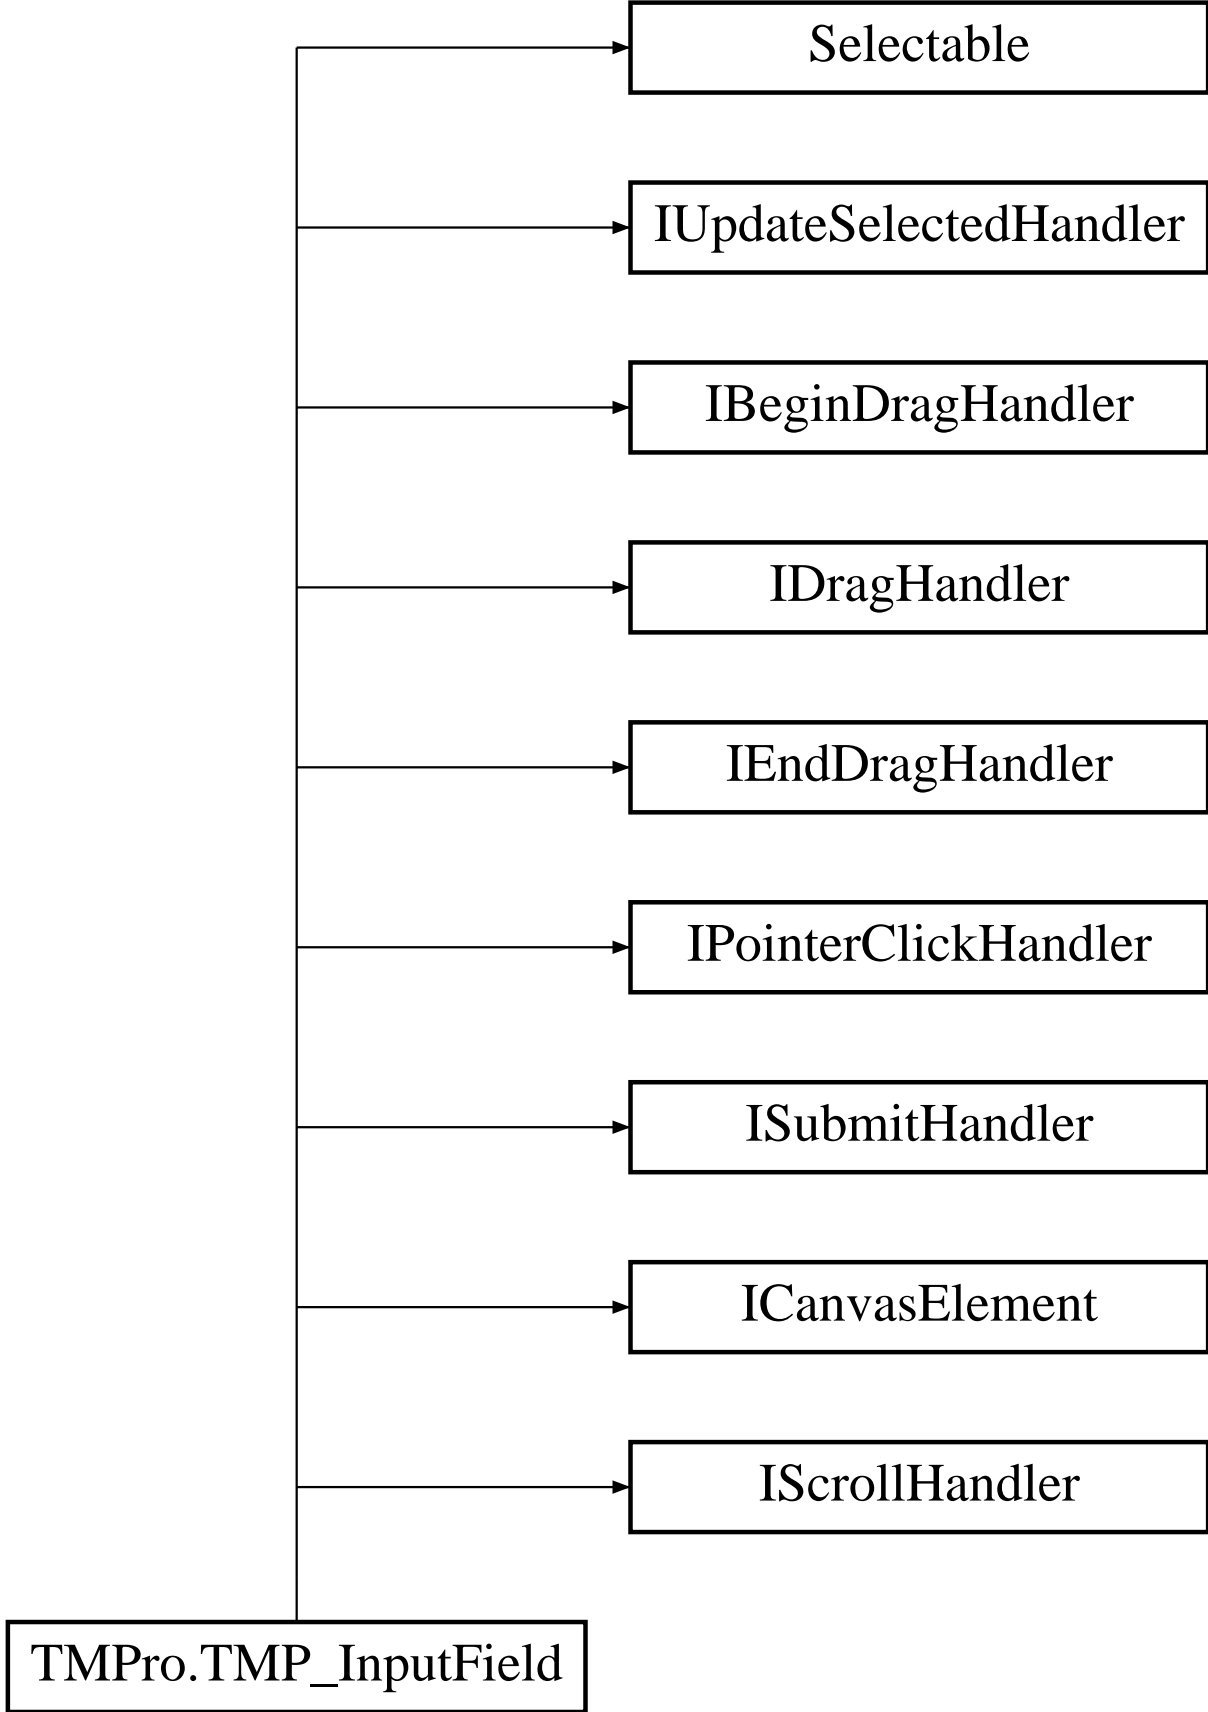 Selectable
IUpdateSelectedHandler
IBeginDragHandler
IDragHandler
IEndDragHandler
IPointerClickHandler
ISubmitHandler
ICanvasElement
IScrollHandler
TMPro.TMP_InputField